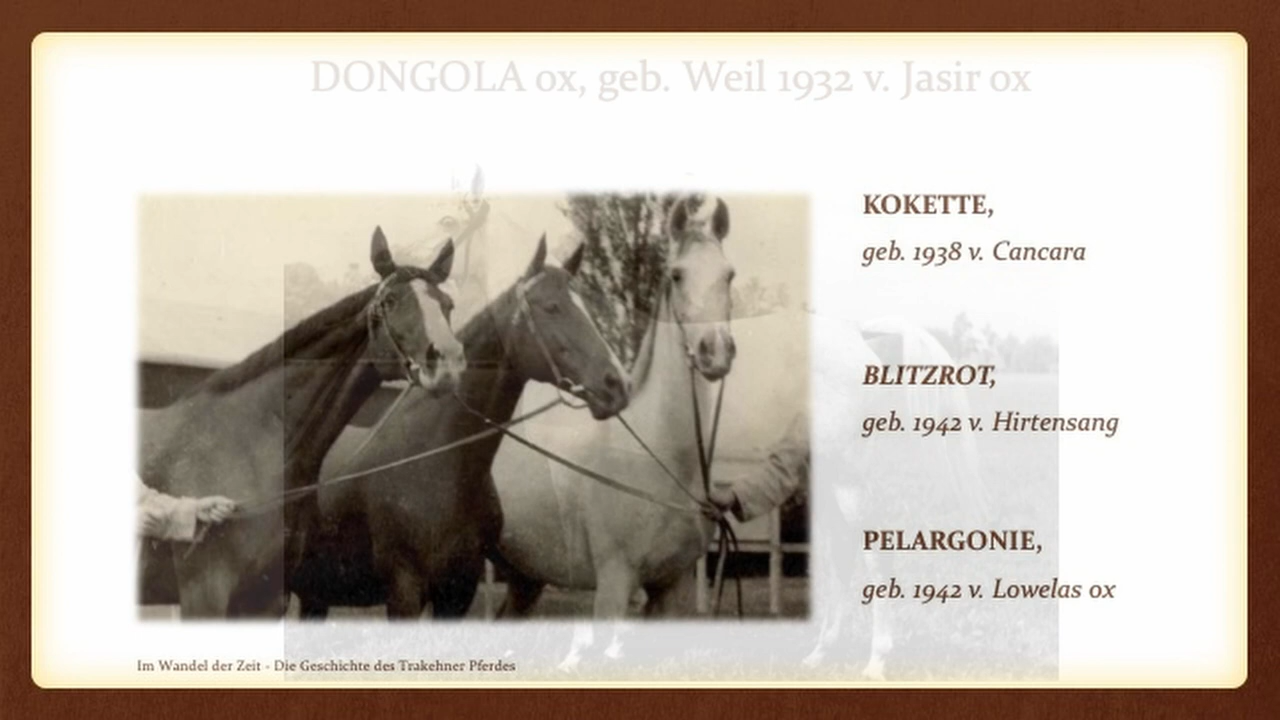 DONGOLA ox, geb. Weil 1932 v. Jasir ox
KOKETTE,
geb. 1938 v. Cancara
BLITZROT,
geb. 1942 v. Hirtensang
PELARGONIE,
geb. 1942 v. Lowelas ox
Im Wandel der Zeit - Die Geschichte des Trakehner Pferdes